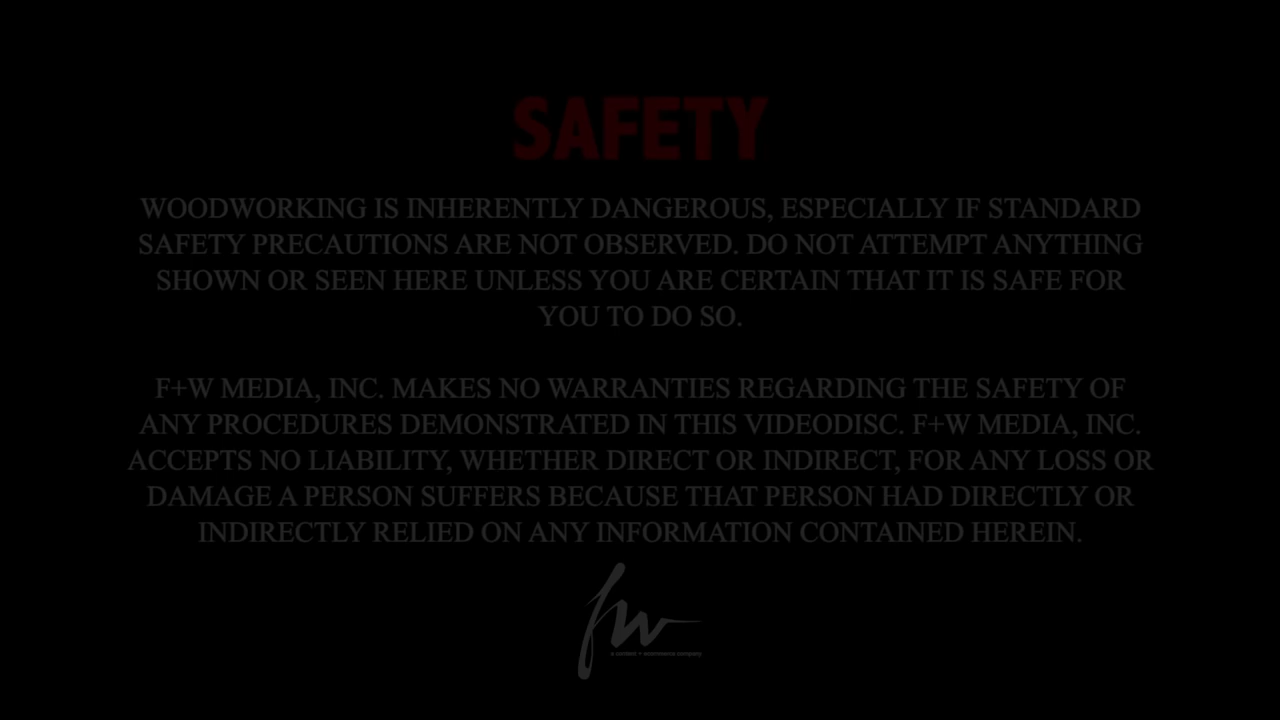 SAFETY
WOODWORKING IS INHERENTLY DANGEROUS, ESPECIALLY IF STANDARD
SAFETY PRECAUTIONS ARE NOT OBSERVED. DO NOT ATTEMPT ANYTHING
SHOWN OR SEEN HERE UNLESS YOU ARE CERTAIN THAT IT IS SAFE FOR
YOU TO DO SO.
F+W MEDIA, INC. MAKES NO WARRANTIES REGARDING THE SAFETY OF
ANY PROCEDURES DEMONSTRATED IN THIS VIDEODISC. F+W MEDIA, INC.
ACCEPTS NO LIABILITY, WHETHER DIRECT OR INDIRECT, FOR ANY LOSS OR
DAMAGE A PERSON SUFFERS BECAUSE THAT PERSON HAD DIRECTLY OR
INDIRECTLY RELIED ON ANY INFORMATION CONTAINED HEREIN.
fw
a content + ecommerce company